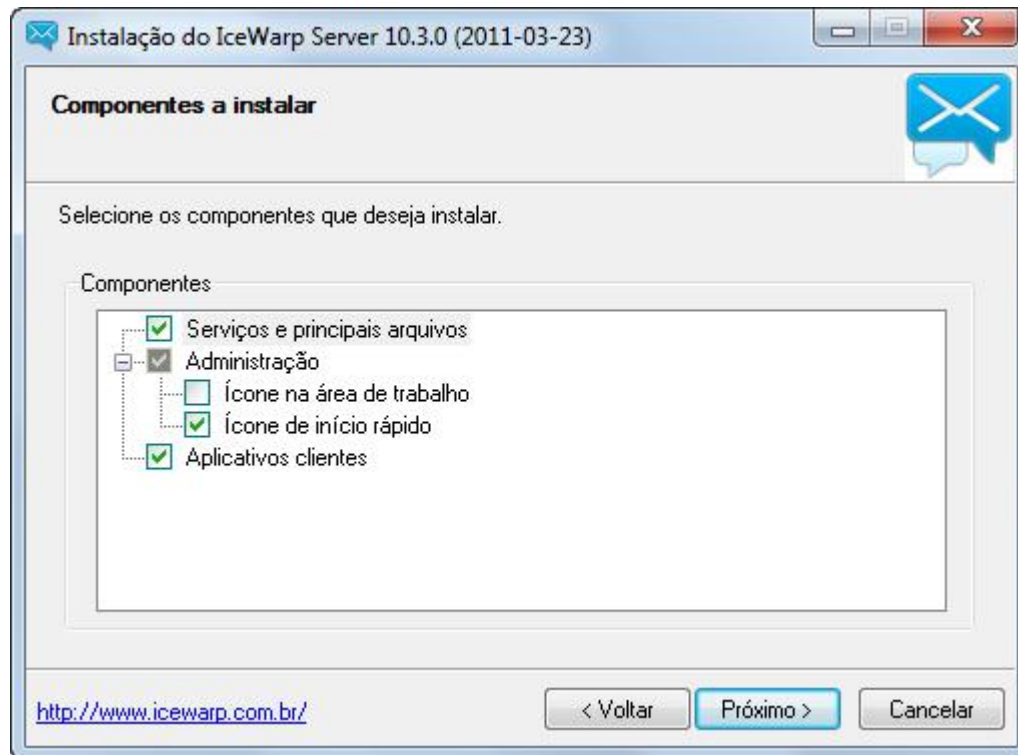 Instalação do IceWarp Server 10.3.0 (2011-03-23)
Componentes a instalar
Selecione os componentes que deseja instalar.
Componentes
Serviços e principais arquivos
Administração
Ícone na área de trabalho
Ícone de início rápido
Aplicativos clientes
http://www.icewarp.com.br/
< Voltar
Próximo >
Cancelar